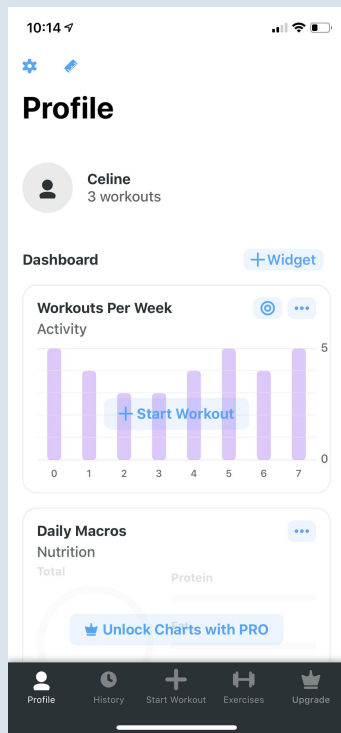 10:14
Profile
Celine
3 workouts
Dashboard
+Widget
Workouts Per Week
Activity
5
+ Start Workout
0
0 1 2 3 4 5 6 7
Daily Macros
Nutrition
Total
Protein
Fat
Unlock Charts with PRO
Profile History Start Workout Exercises Upgrade